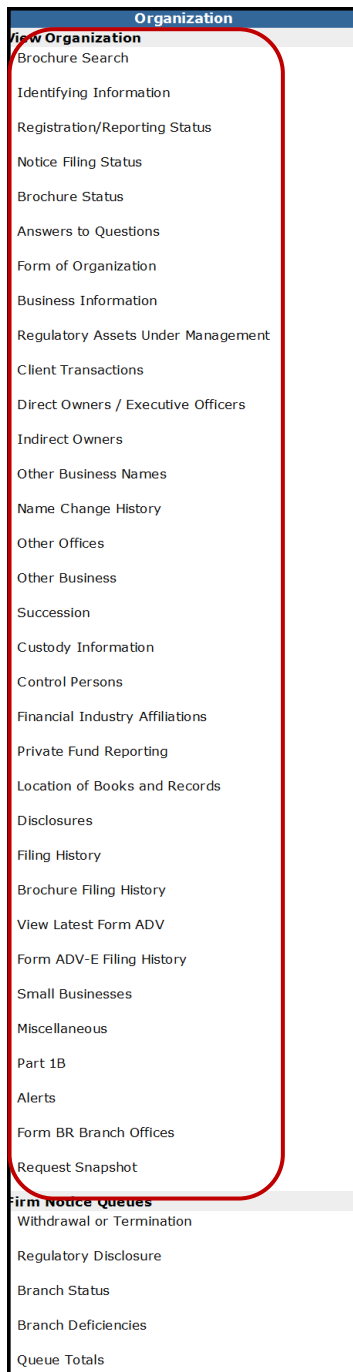 Organization
View Organization
Brochure Search
Identifying Information
Registration/Reporting Status
Notice Filing Status
Brochure Status
Answers to Questions
Form of Organization
Business Information
Regulatory Assets Under Management
Client Transactions
Direct Owners / Executive Officers
Indirect Owners
Other Business Names
Name Change History
Other Offices
Other Business
Succession
Custody Information
Control Persons
Financial Industry Affiliations
Private Fund Reporting
Location of Books and Records
Disclosures
Filing History
Brochure Filing History
View Latest Form ADV
Form ADV-E Filing History
Small Businesses
Miscellaneous
Part 1B
Alerts
Form BR Branch Offices
Request Snapshot
Firm Notice Queues
Withdrawal or Termination
Regulatory Disclosure
Branch Status
Branch Deficiencies
Queue Totals